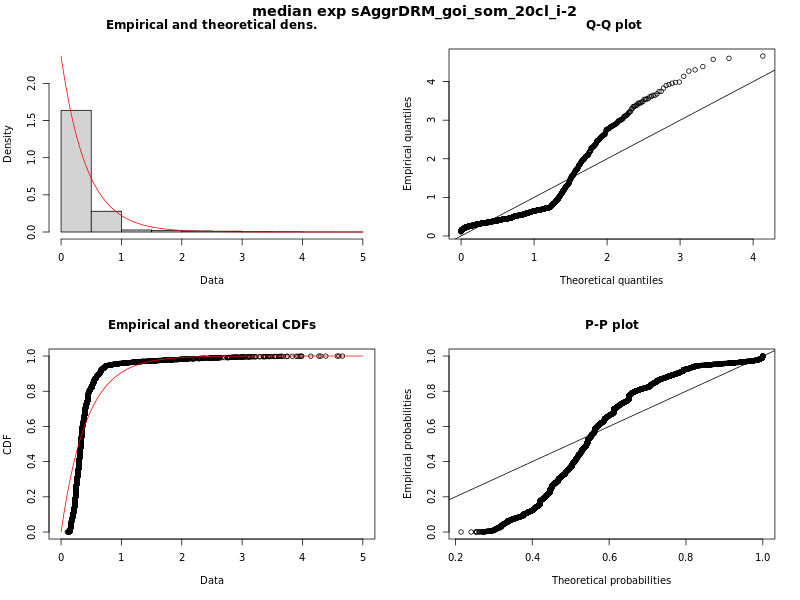 median exp sAggrDRM_goi_som_20cl_i-2
Empirical and theoretical dens.
Density
0.0 0.5 1.0 1.5 2.0
0 1 2 3 4 5
Data
Q-Q plot
Empirical quantiles
0 1 2 3 4
0 1 2 3 4
Theoretical quantiles
Empirical and theoretical CDFs
CDF
0.0 0.2 0.4 0.6 0.8 1.0
0 1 2 3 4 5
Data
P-P plot
Empirical probabilities
0.0 0.2 0.4 0.6 0.8 1.0
0.2 0.4 0.6 0.8 1.0
Theoretical probabilities